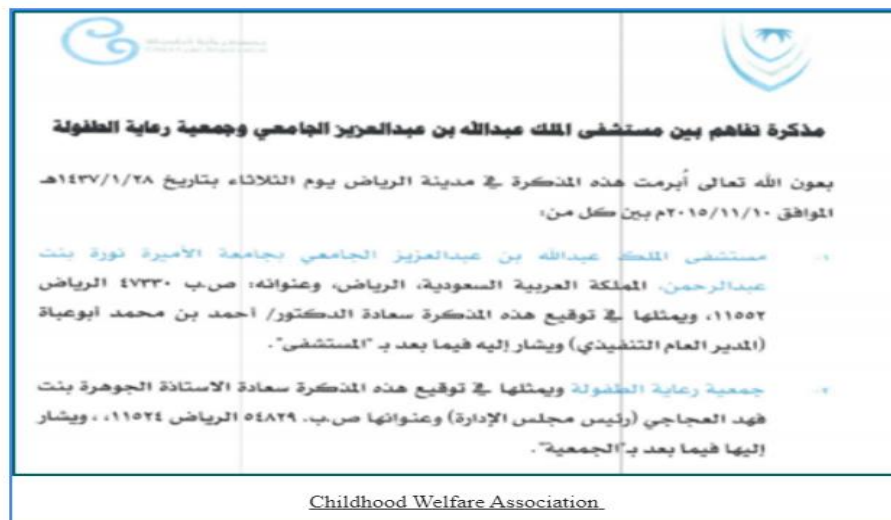 مذكرة تفاهم بين مستشفى الملك عبدالله بن عبدالعزيز الجامعي وجمعية رعاية الطفولة
بعون الله تعالى أبرمت هذه المذكرة في مدينة الرياض يوم الثلاثاء بتاريخ ١٤٣٧/١/٢٨هـ
الموافق ٢٠١٥/١١/١٠م بين كل من:
١- مستشفى الملك عبدالله بن عبدالعزيز الجامعي بجامعة الأميرة نورة بنت
عبدالرحمن، المملكة العربية السعودية، الرياض، وعنوانه: ص.ب ٤٧٣٣٠ الرياض
١١٥٥٢، ويمثلها في توقيع هذه المذكرة سعادة الدكتور/ أحمد بن محمد أبوعباة
(المدير العام التنفيذي) ويشار إليه فيما بعد بـ "المستشفى".
٢- جمعية رعاية الطفولة ويمثلها في توقيع هذه المذكرة سعادة الاستاذة الجوهرة بنت
فهد العجاجي (رئيس مجلس الإدارة) وعنوانها ص.ب. ٥٤٨٢٩ الرياض ١١٥٢٤، ، ويشار
إليها فيما بعد بـ"الجمعية".
Childhood Welfare Association